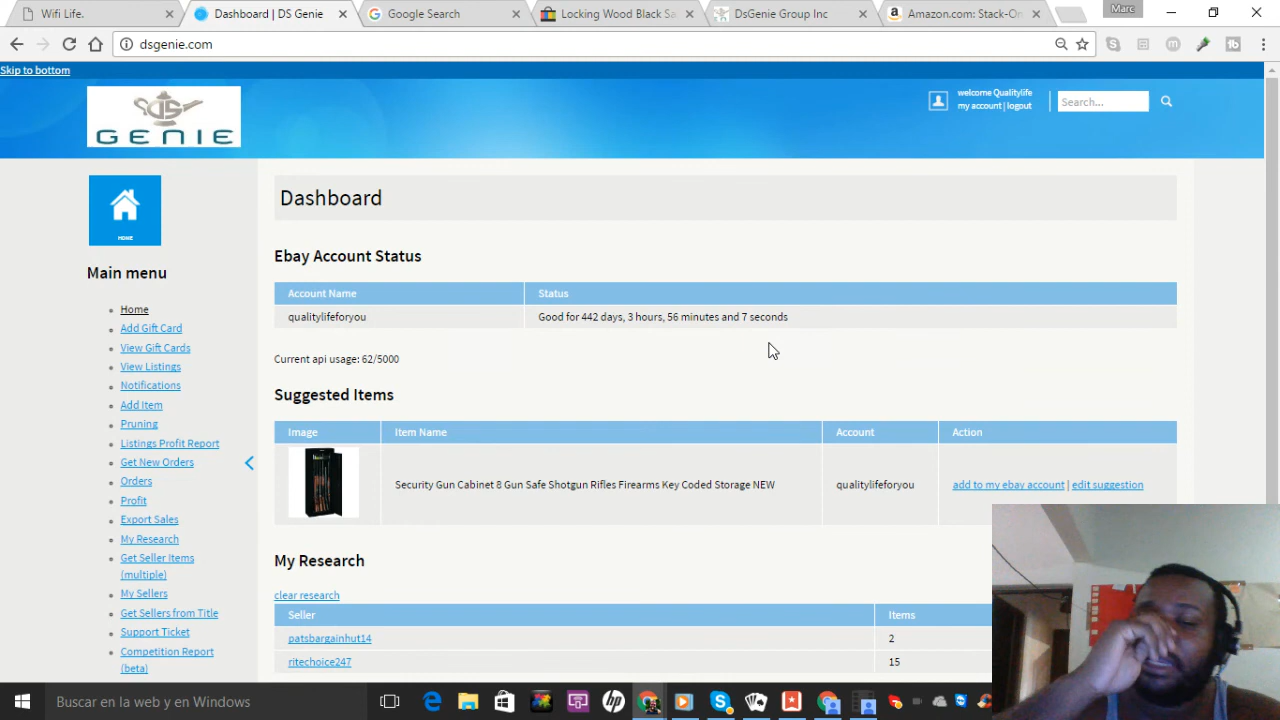 Wifi Life.
Dashboard | DS Genie
Google Search
Locking Wood Black Sa
DsGenie Group Inc
Amazon.com: Stack-On
Marc
dsgenie.com
Skip to bottom
DS
GENIE
welcome Qualitylife
my account | logout
Search...
HOME
Main menu
Home
Add Gift Card
View Gift Cards
View Listings
Notifications
Add Item
Pruning
Listings Profit Report
Get New Orders
Orders
Profit
Export Sales
My Research
Get Seller Items
(multiple)
My Sellers
Get Sellers from Title
Support Ticket
Competition Report
(beta)
Dashboard
Ebay Account Status
Account Name Status
qualitylifeforyou Good for 442 days, 3 hours, 56 minutes and 7 seconds
Current api usage: 62/5000
Suggested Items
Image Item Name Account Action
Security Gun Cabinet 8 Gun Safe Shotgun Rifles Firearms Key Coded Storage NEW qualitylifeforyou add to my ebay account | edit suggestion
My Research
clear research
Seller Items
patsbargainhut14 2
ritechoice247 15
Buscar en la web y en Windows